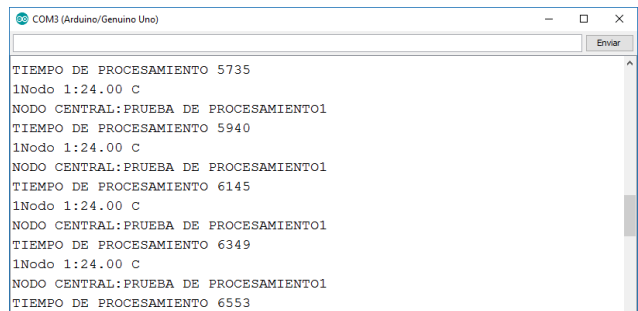 COM3 (Arduino/Genuino Uno)
Enviar
TIEMPO DE PROCESAMIENTO 5735
1Nodo 1:24.00 C
NODO CENTRAL:PRUEBA DE PROCESAMIENTO1
TIEMPO DE PROCESAMIENTO 5940
1Nodo 1:24.00 C
NODO CENTRAL:PRUEBA DE PROCESAMIENTO1
TIEMPO DE PROCESAMIENTO 6145
1Nodo 1:24.00 C
NODO CENTRAL:PRUEBA DE PROCESAMIENTO1
TIEMPO DE PROCESAMIENTO 6349
1Nodo 1:24.00 C
NODO CENTRAL:PRUEBA DE PROCESAMIENTO1
TIEMPO DE PROCESAMIENTO 6553